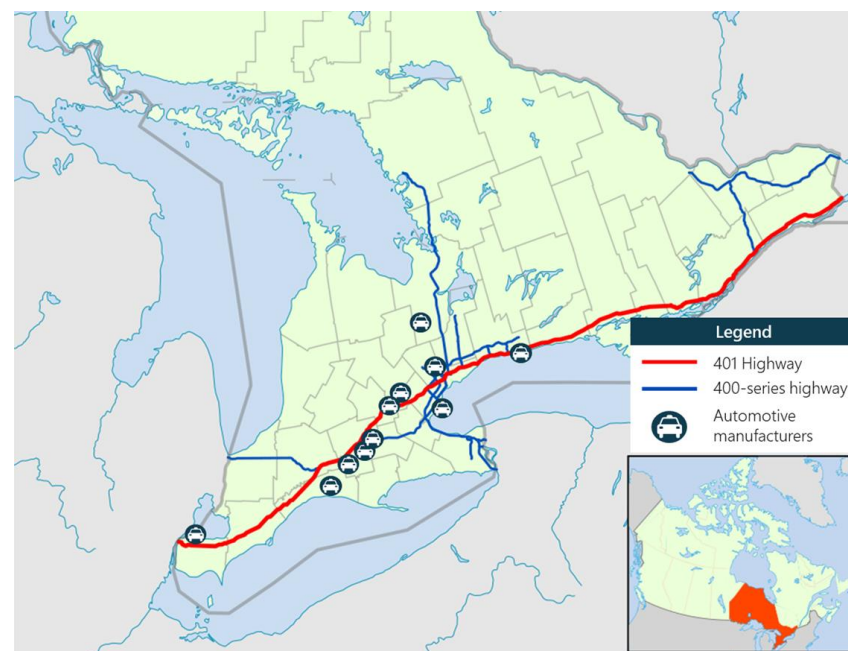 Legend
401 Highway
400-series highway
Automotive
manufacturers